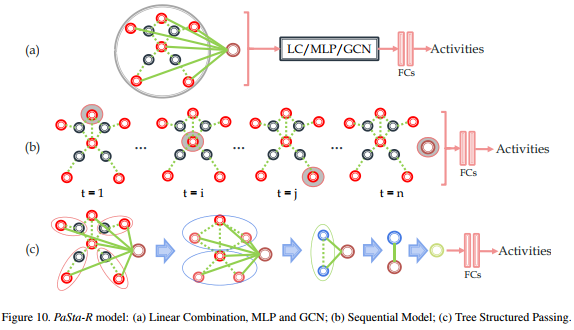 (a)
LC/MLP/GCN
Activities
FCs
(b)
... ... ...
Activities
FCs
t = 1 t = i t = j t = n
(c)
Activities
FCs
Figure 10. PaSta-R model: (a) Linear Combination, MLP and GCN; (b) Sequential Model; (c) Tree Structured Passing.